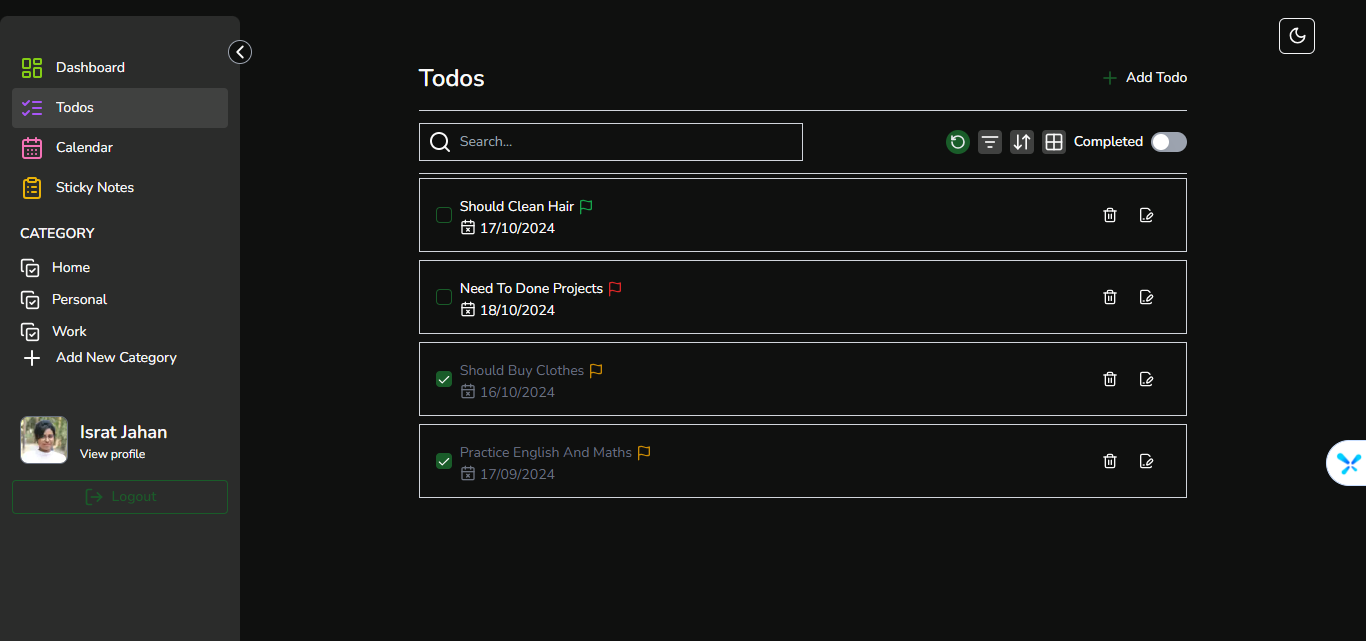 Dashboard
Todos
Calendar
Sticky Notes
CATEGORY
Home
Personal
Work
Add New Category
Israt Jahan
View profile
Logout
Todos
Add Todo
Search...
Completed
Should Clean Hair
17/10/2024
Need To Done Projects
18/10/2024
Should Buy Clothes
16/10/2024
Practice English And Maths
17/09/2024